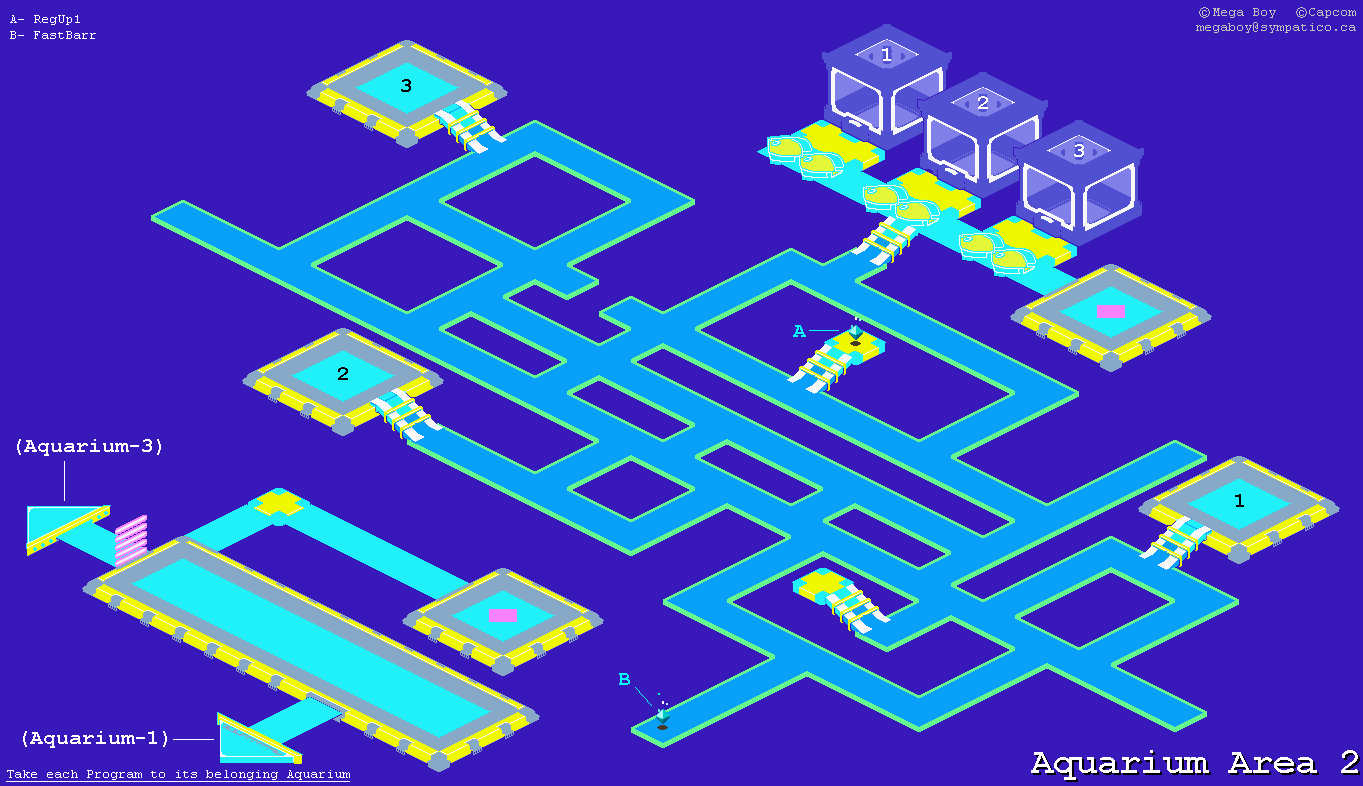 A- RegUp1
B- FastBarr
©Mega Boy ©Capcom
megaboy@sympatico.ca
1
2
3
3
A
2
(Aquarium-3)
1
B
(Aquarium-1)
Take each Program to its belonging Aquarium
Aquarium Area 2